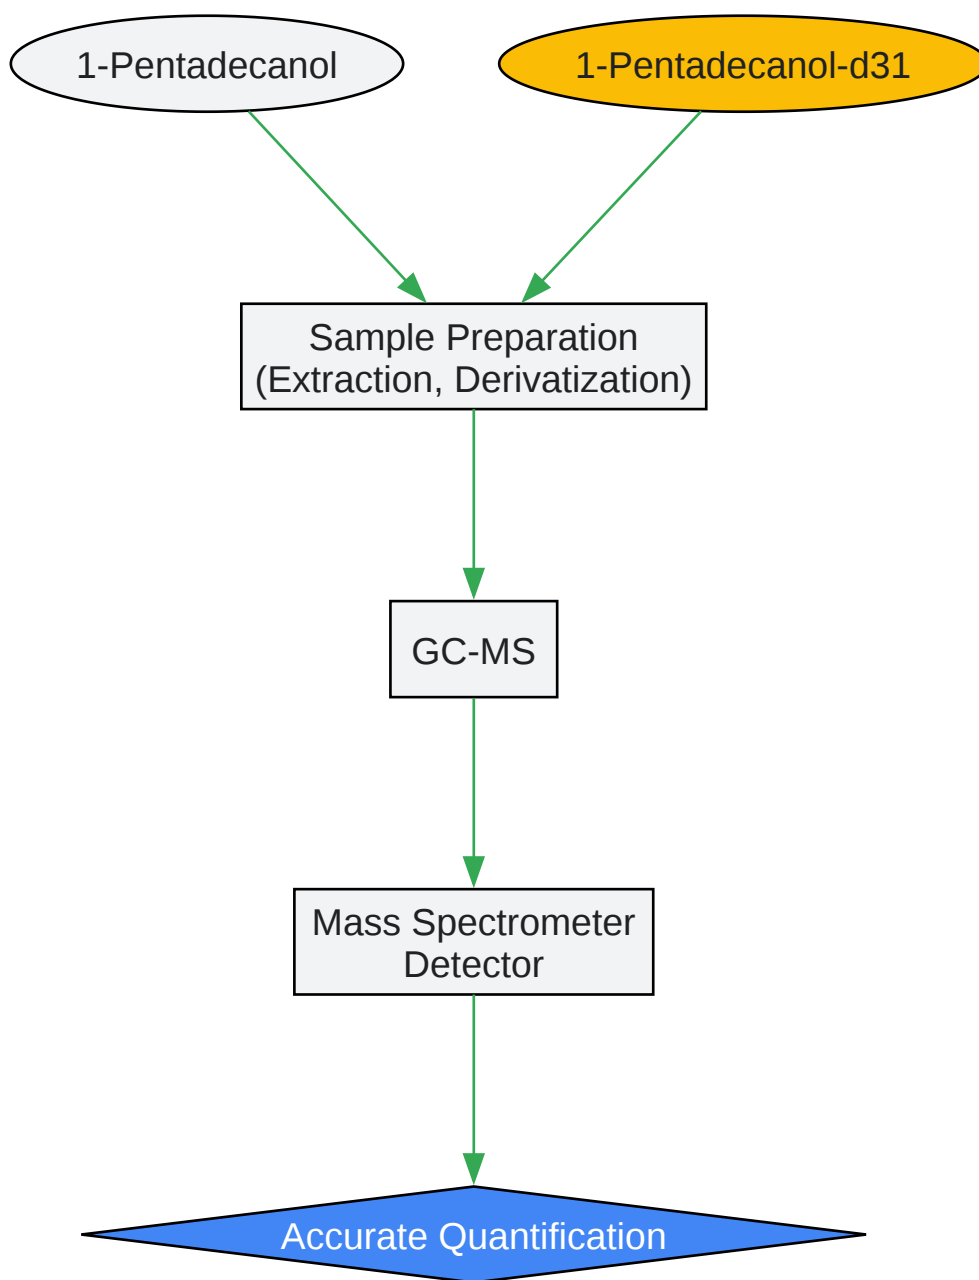 1-Pentadecanol
1-Pentadecanol-d31
Sample Preparation
(Extraction, Derivatization)
GC-MS
Mass Spectrometer
Detector
Accurate Quantification